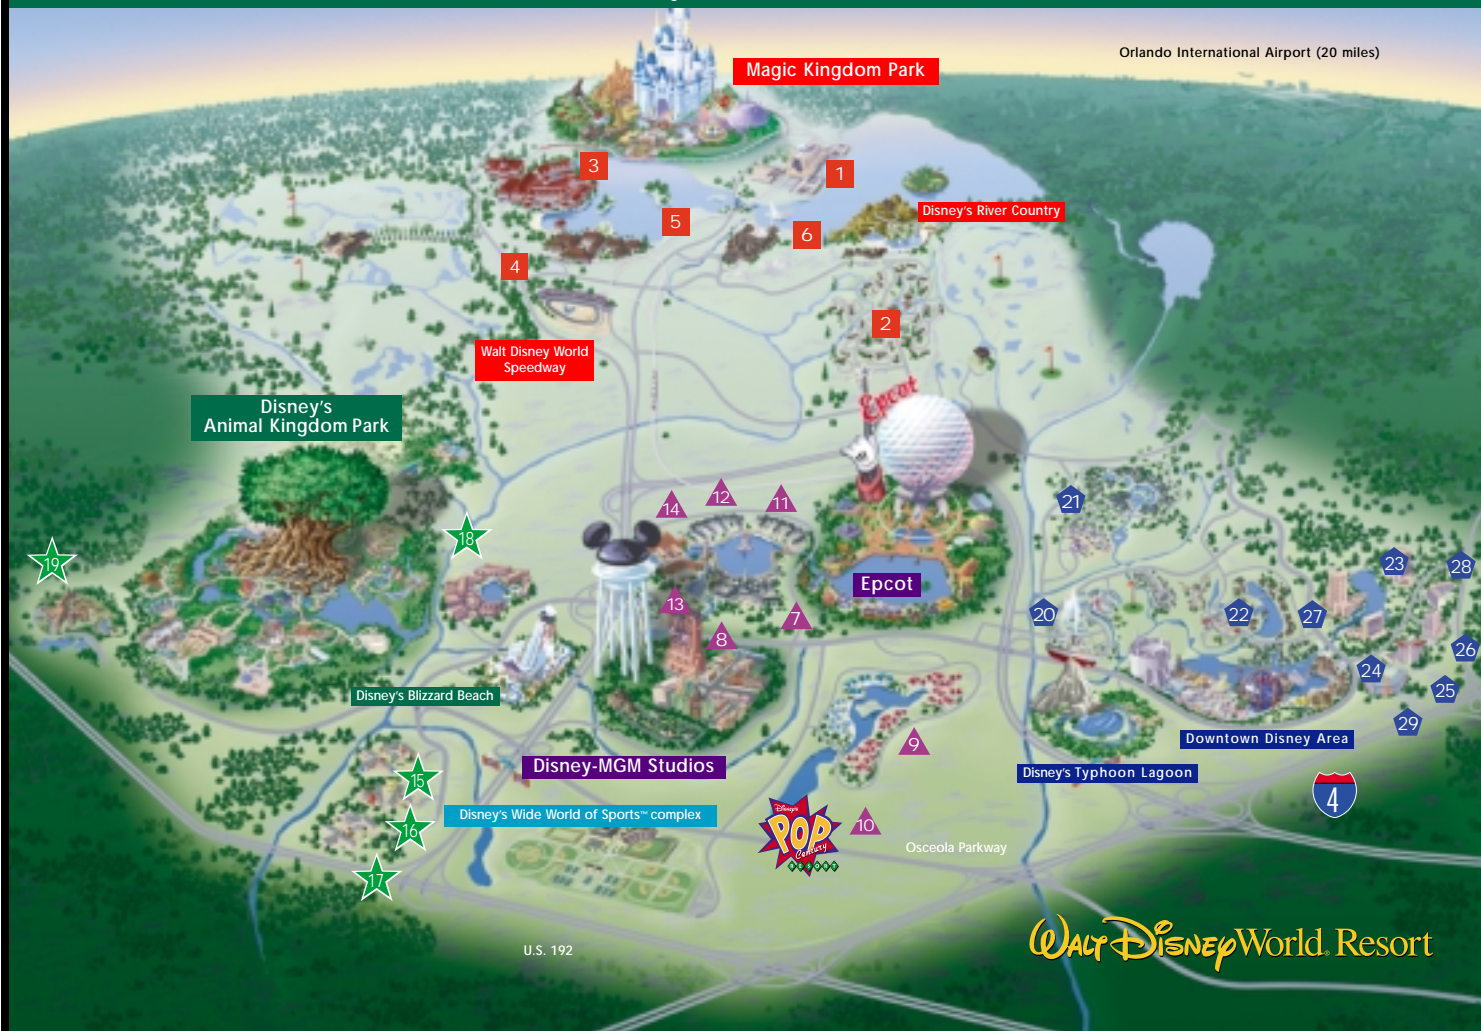 Orlando International Airport (20 miles)
Magic Kingdom Park
3
1
5
6
Disney's River Country
4
2
Walt Disney World
Speedway
Disney's
Animal Kingdom Park
Epcot
12
11
14
21
18
19
Epcot
23
28
13
7
20
22
27
8
24
26
25
Disney's Blizzard Beach
29
9
Downtown Disney Area
Disney-MGM Studios
Disney's Typhoon Lagoon
15
4
Disney's Wide World of Sports™ complex
Disney's
POP
Century
RESORT
10
16
Osceola Parkway
17
U.S. 192
WALT DISNEY World® Resort